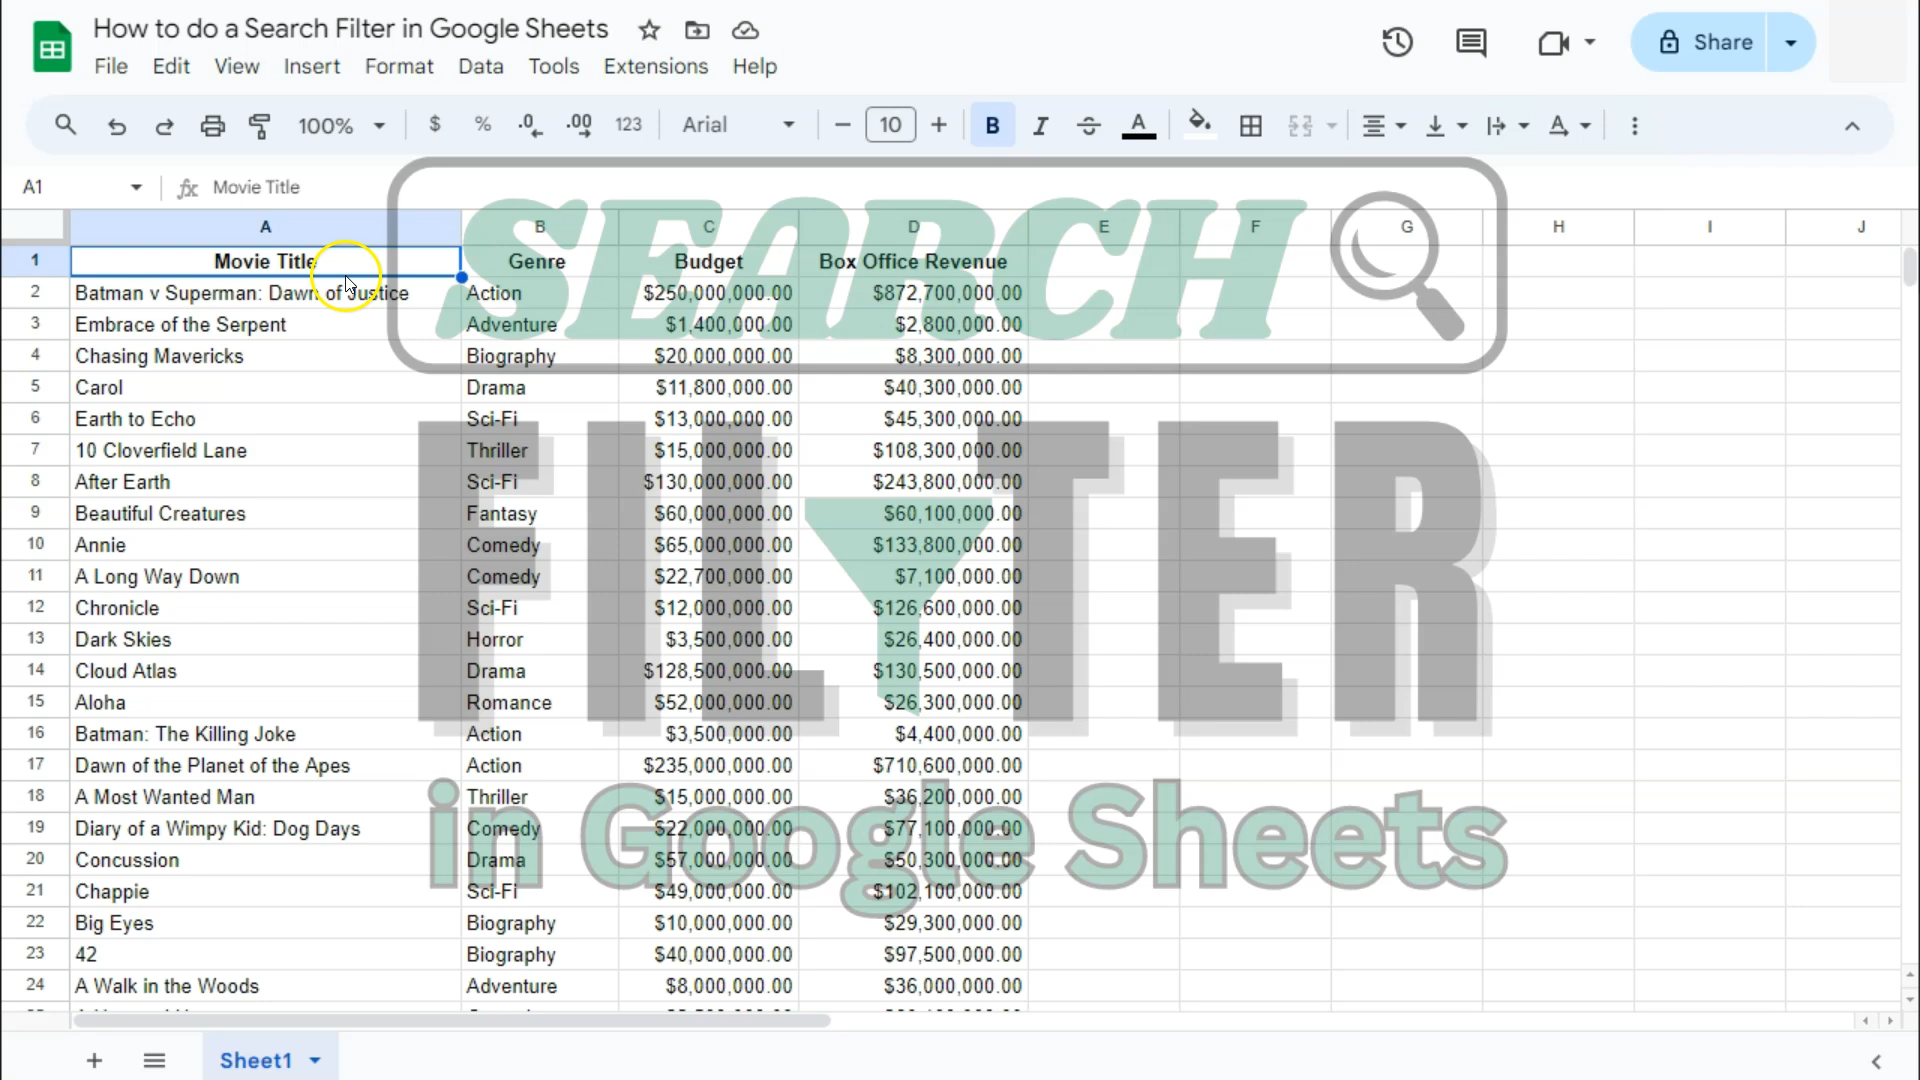 How to do a Search Filter in Google Sheets
File Edit View Insert Format Data Tools Extensions Help
Share
100% $ % .0 .00 123 Arial 10 B I A
A1 fx Movie Title
SEARCH
A B C D E F G H I J
1 Movie Title Genre Budget Box Office Revenue
2 Batman v Superman: Dawn of Justice Action $250,000,000.00 $872,700,000.00
3 Embrace of the Serpent Adventure $1,400,000.00 $2,800,000.00
4 Chasing Mavericks Biography $20,000,000.00 $8,300,000.00
5 Carol Drama $11,800,000.00 $40,300,000.00
6 Earth to Echo Sci-Fi $13,000,000.00 $45,300,000.00
FILTER
7 10 Cloverfield Lane Thriller $15,000,000.00 $108,300,000.00
8 After Earth Sci-Fi $130,000,000.00 $243,800,000.00
9 Beautiful Creatures Fantasy $60,000,000.00 $60,100,000.00
10 Annie Comedy $65,000,000.00 $133,800,000.00
11 A Long Way Down Comedy $22,700,000.00 $7,100,000.00
12 Chronicle Sci-Fi $12,000,000.00 $126,600,000.00
13 Dark Skies Horror $3,500,000.00 $26,400,000.00
14 Cloud Atlas Drama $128,500,000.00 $130,500,000.00
15 Aloha Romance $52,000,000.00 $26,300,000.00
16 Batman: The Killing Joke Action $3,500,000.00 $4,400,000.00
17 Dawn of the Planet of the Apes Action $235,000,000.00 $710,600,000.00
18 A Most Wanted Man Thriller $15,000,000.00 $36,200,000.00
in Google Sheets
19 Diary of a Wimpy Kid: Dog Days Comedy $22,000,000.00 $77,100,000.00
20 Concussion Drama $57,000,000.00 $50,300,000.00
21 Chappie Sci-Fi $49,000,000.00 $102,100,000.00
22 Big Eyes Biography $10,000,000.00 $29,300,000.00
23 42 Biography $40,000,000.00 $97,500,000.00
24 A Walk in the Woods Adventure $8,000,000.00 $36,000,000.00
Sheet1